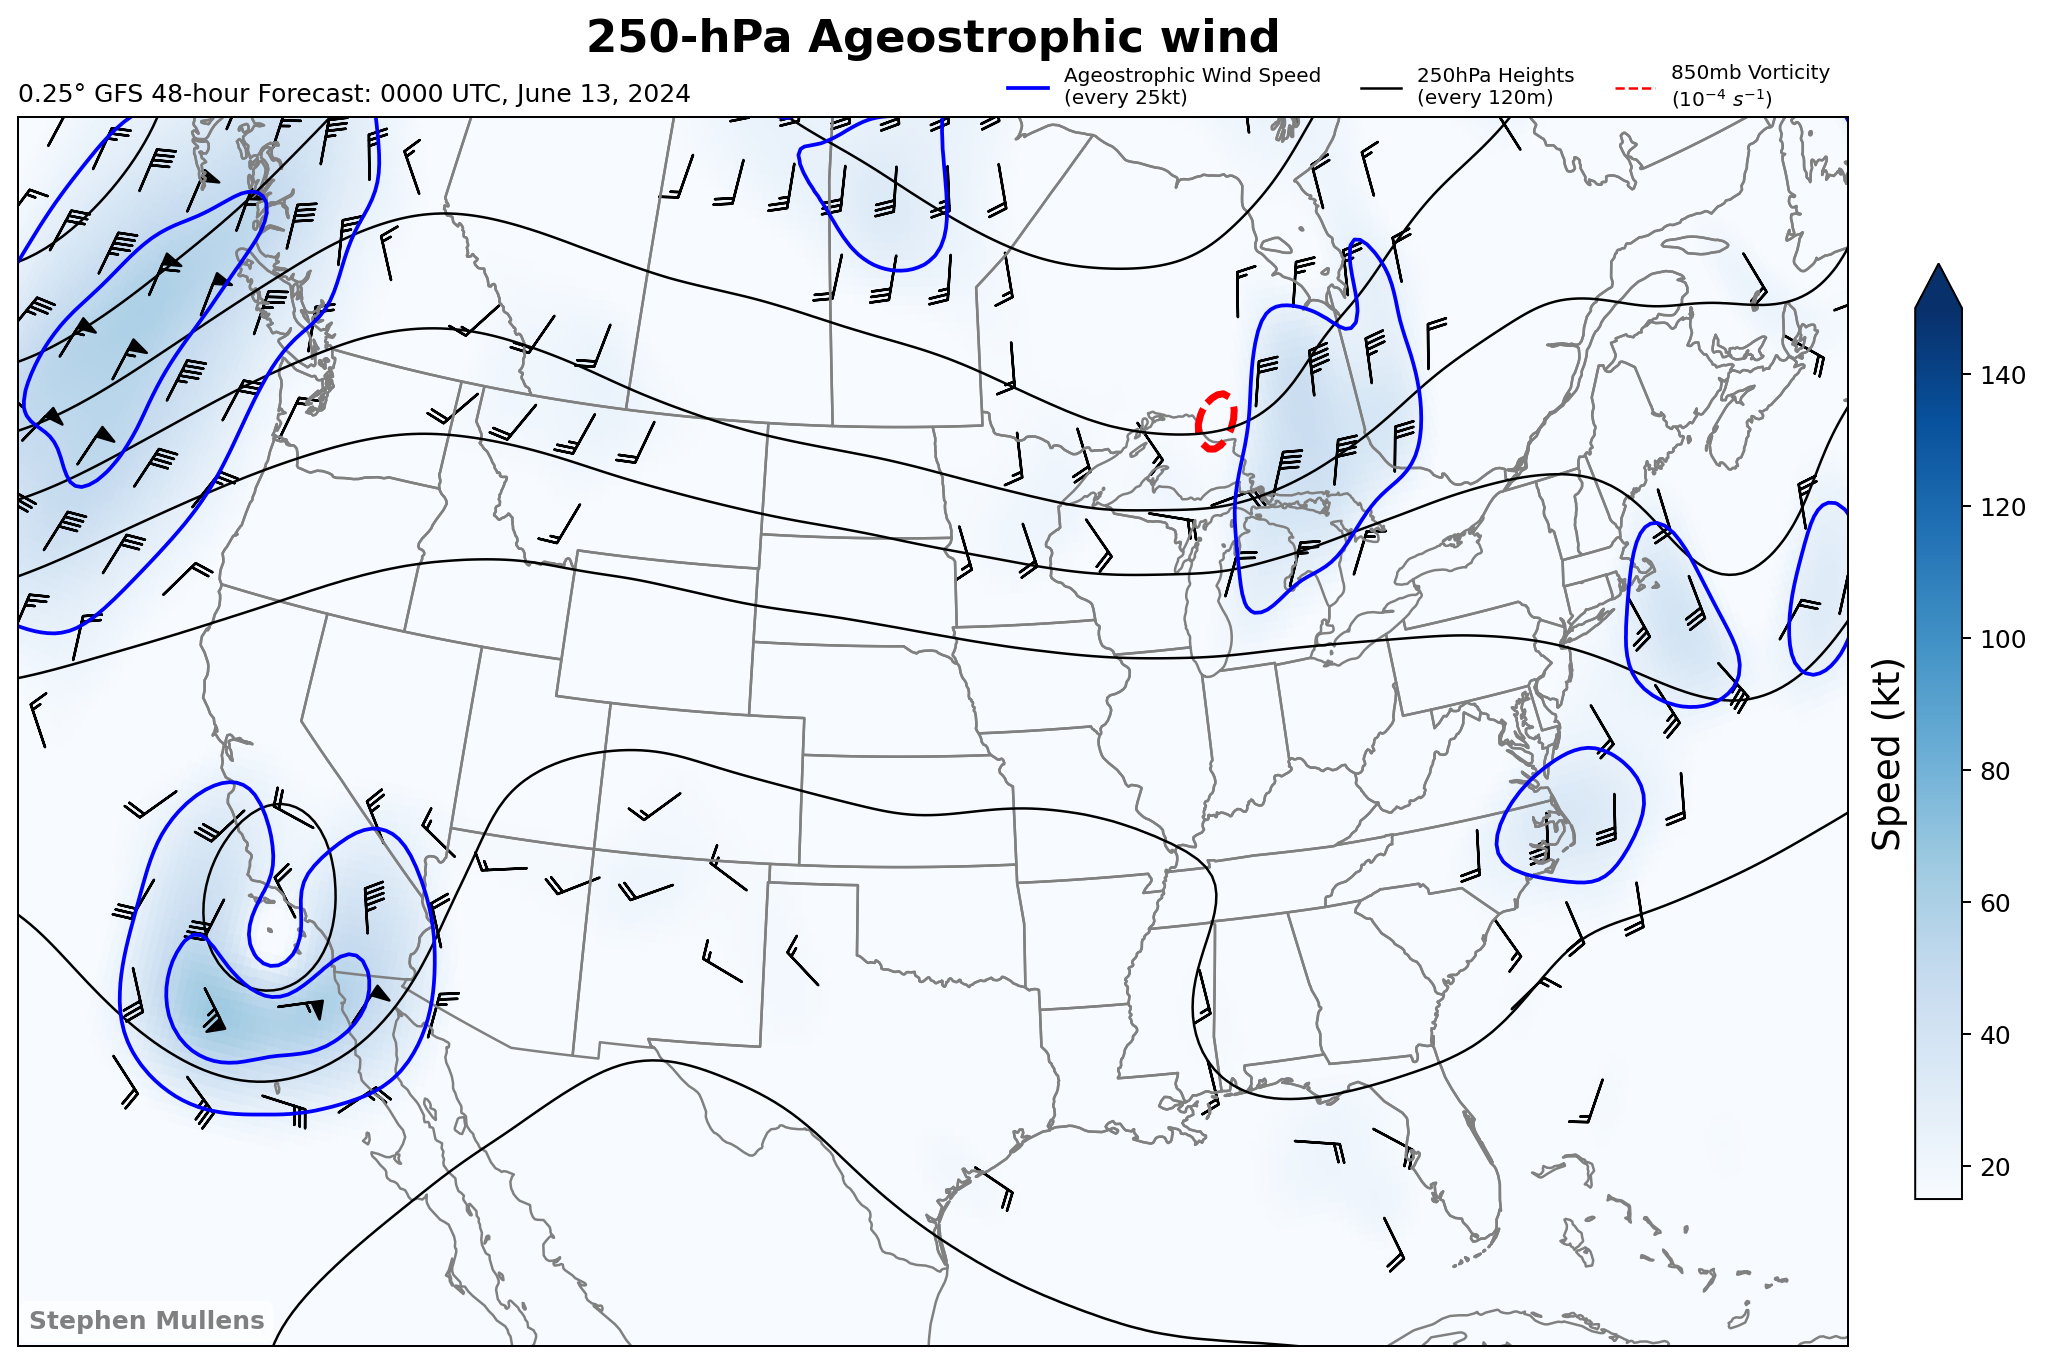 250-hPa Ageostrophic wind
0.25° GFS 48-hour Forecast: 0000 UTC, June 13, 2024
Ageostrophic Wind Speed
(every 25kt)
250hPa Heights
(every 120m)
850mb Vorticity
(10⁻⁴ s⁻¹)
140
120
100
80
60
40
20
Speed (kt)
Stephen Mullens